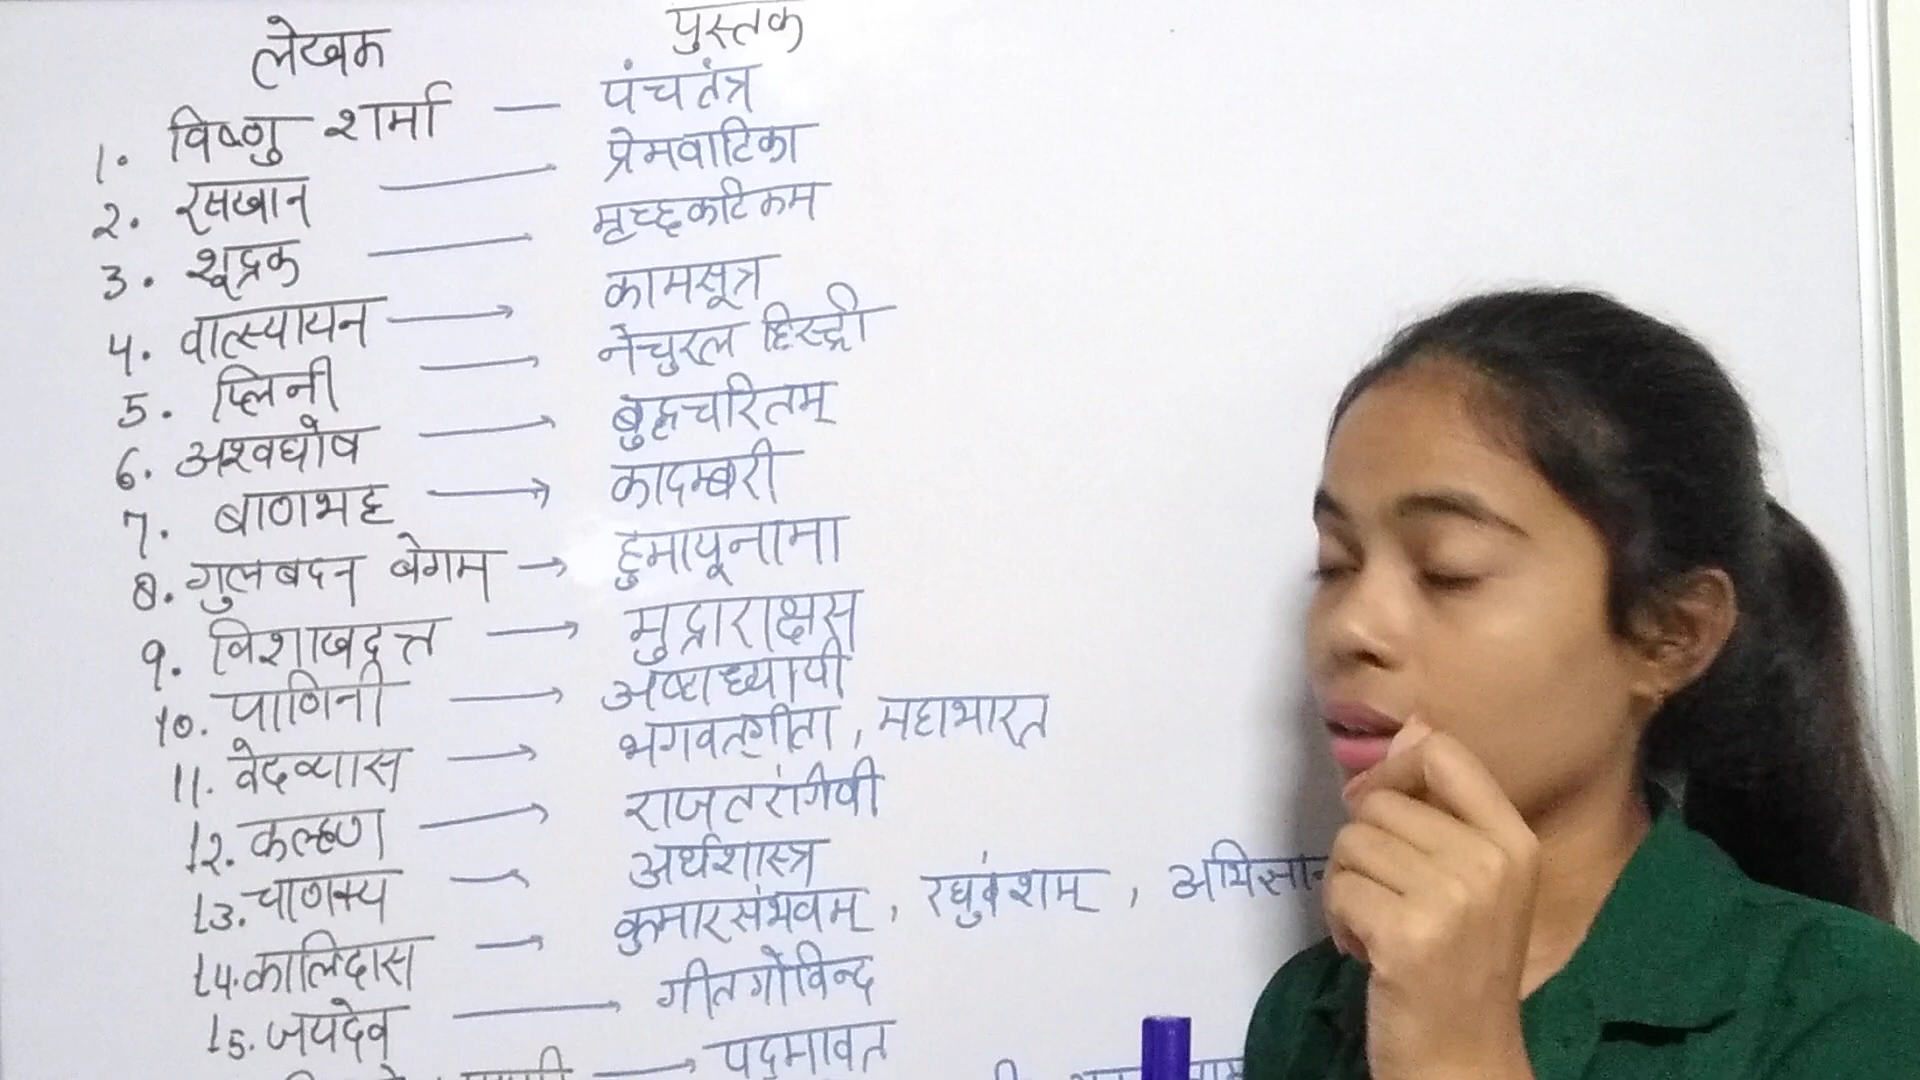 लेखक पुस्तक
1. विष्णु शर्मा — पंचतंत्र
2. रसखान — प्रेमवाटिका
3. शूद्रक — मृच्छकटिकम
4. वात्स्यायन → कामसूत्र
5. प्लिनी → नेचुरल हिस्ट्री
6. अश्वघोष → बुद्धचरितम्
7. बाणभट्ट → कादम्बरी
8. गुलबदन बेगम → हुमायूनामा
9. विशाखदत्त → मुद्राराक्षस
10. पाणिनी → अष्टाध्यायी
11. वेदव्यास → भगवतगीता, महाभारत
12. कल्हण → राजतरंगिणी
13. चाणक्य — अर्थशास्त्र
14. कालिदास → कुमारसंभवम्, रघुवंशम्,
15. जयदेव → गीतगोविन्द
→ पद्मावत